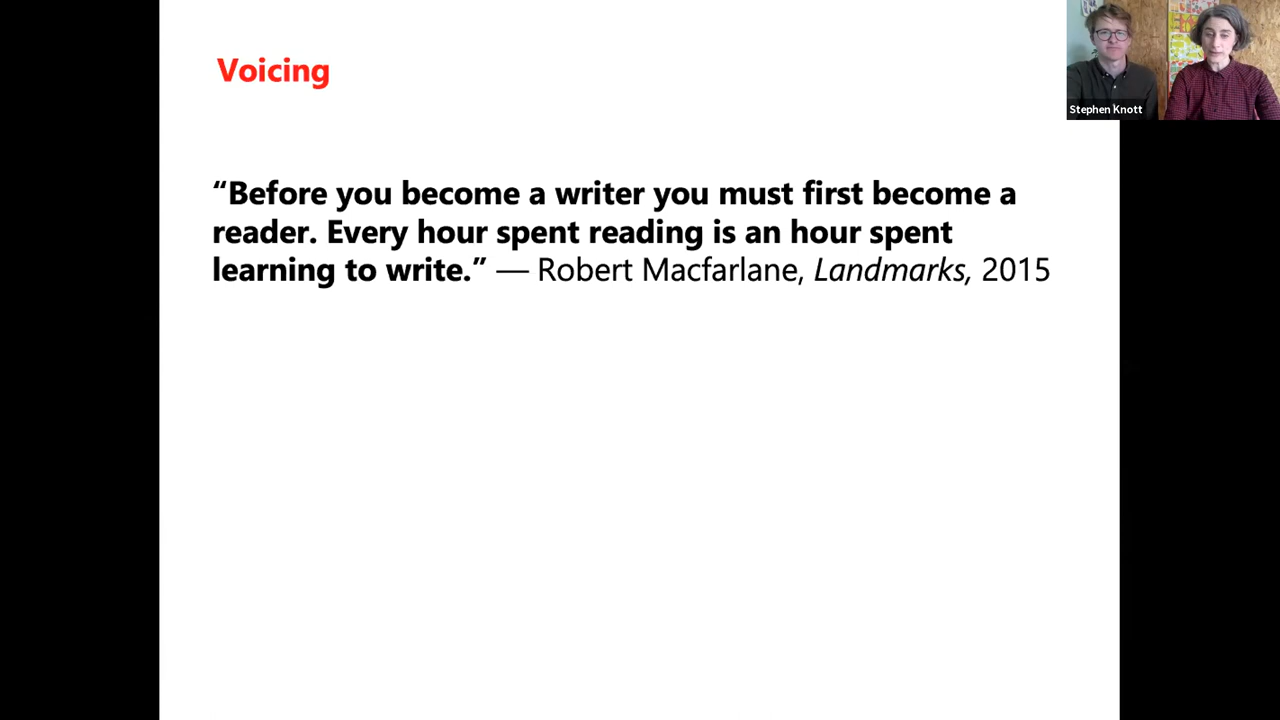 Voicing
Stephen Knott
“Before you become a writer you must first become a
reader. Every hour spent reading is an hour spent
learning to write.” — Robert Macfarlane, Landmarks, 2015